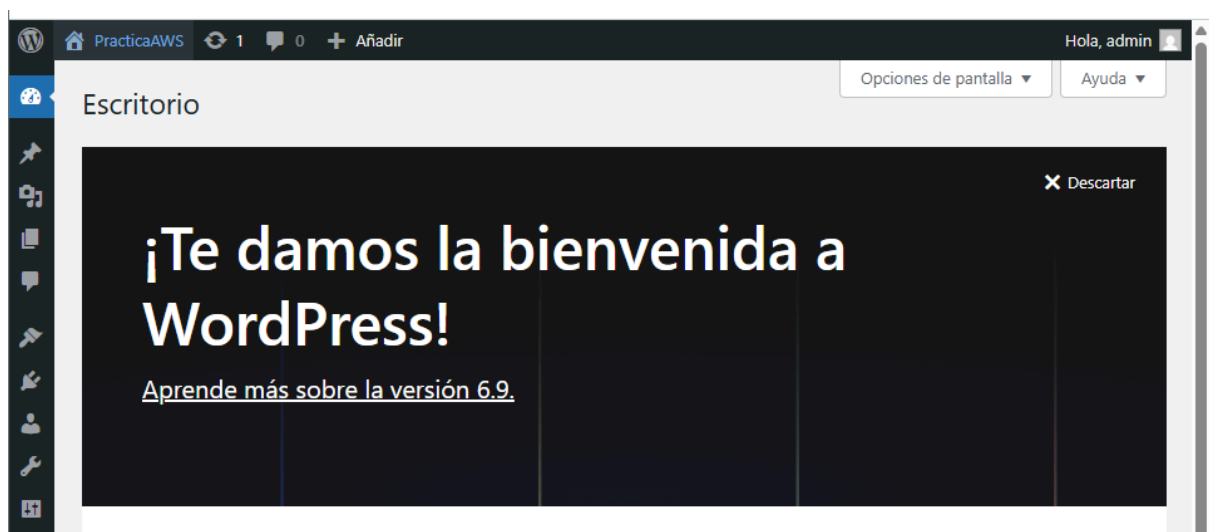 PracticaAWS 1 0 + Añadir Hola, admin
Opciones de pantalla ▼ Ayuda ▼
Escritorio
Descartar
¡Te damos la bienvenida a
WordPress!
Aprende más sobre la versión 6.9.